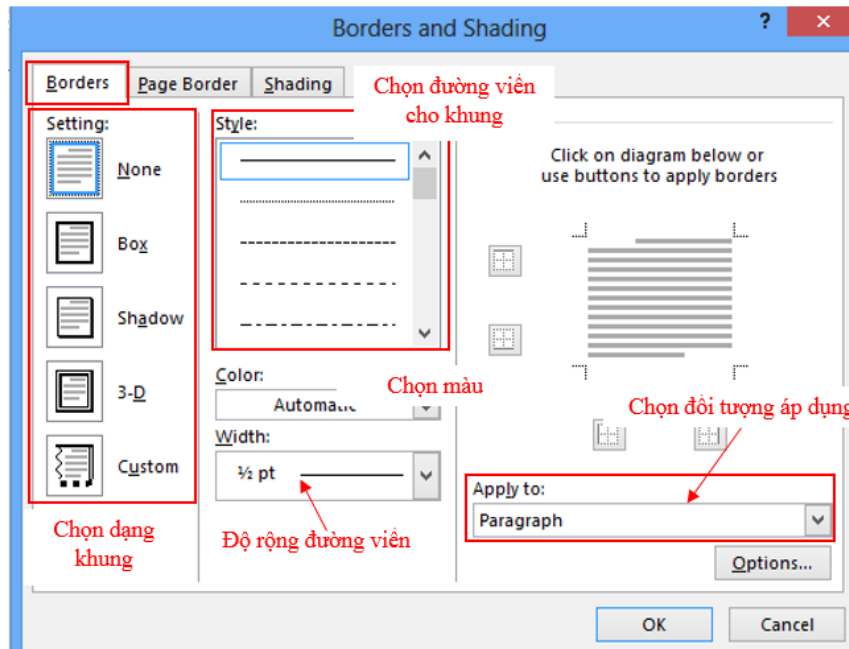 Borders and Shading
?
Borders
Page Border
Shading
Chọn đường viền
cho khung
Setting:
None
Box
Shadow
3-D
Custom
Chọn dạng
khung
Style:
Color:
Automatic
Chọn màu
Width:
½ pt
Độ rộng đường viền
Click on diagram below or
use buttons to apply borders
Chọn đối tượng áp dụng
Apply to:
Paragraph
Options...
OK
Cancel